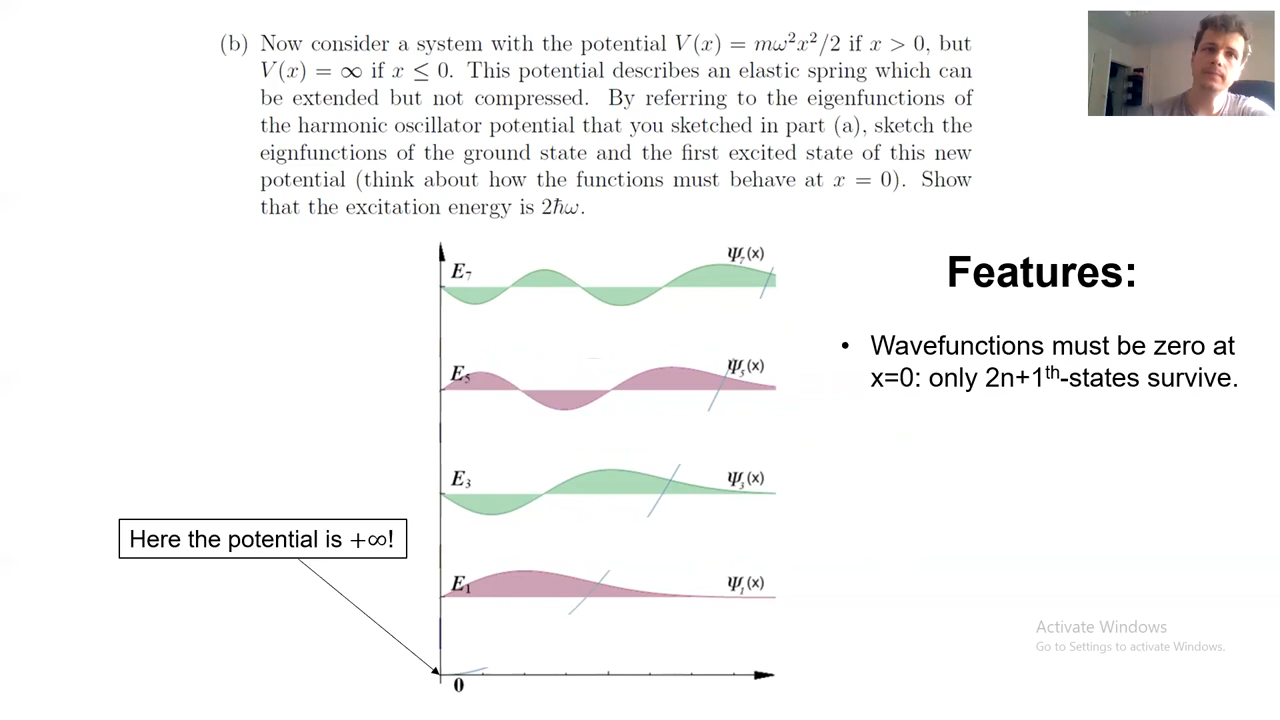 (b) Now consider a system with the potential V(x) = mω²x²/2 if x > 0, but
V(x) = ∞ if x ≤ 0. This potential describes an elastic spring which can
be extended but not compressed. By referring to the eigenfunctions of
the harmonic oscillator potential that you sketched in part (a), sketch the
eignfunctions of the ground state and the first excited state of this new
potential (think about how the functions must behave at x = 0). Show
that the excitation energy is 2ℏω.
Features:
• Wavefunctions must be zero at
x=0: only 2n+1ᵗʰ-states survive.
E₇ Ψ₇(x)
E₅ Ψ₅(x)
E₃ Ψ₃(x)
Here the potential is +∞!
E₁ Ψ₁(x)
0
Activate Windows
Go to Settings to activate Windows.